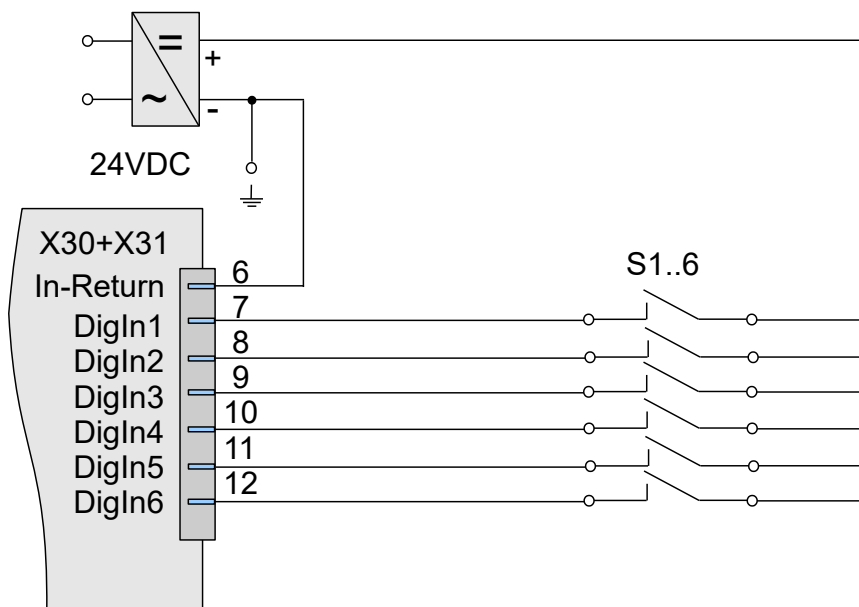 =
+
~
-
24VDC
X30+X31
S1..6
In-Return 6
DigIn1 7
DigIn2 8
DigIn3 9
DigIn4 10
DigIn5 11
DigIn6 12